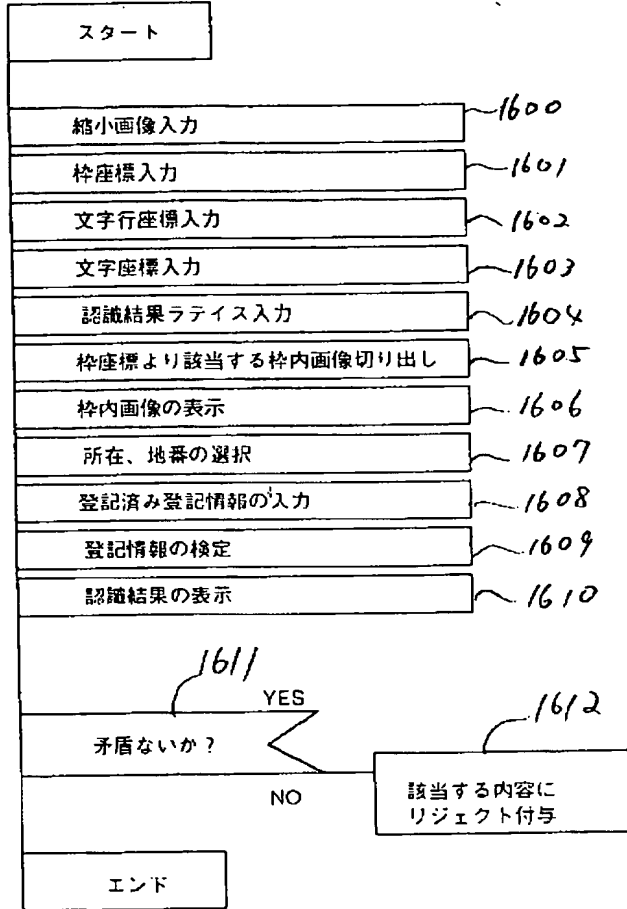 スタート
縮小画像入力 1600
枠座標入力 1601
文字行座標入力 1602
文字座標入力 1603
認識結果ラテイス入力 1604
枠座標より該当する枠内画像切り出し 1605
枠内画像の表示 1606
所在、地番の選択 1607
登記済み登記情報の入力 1608
登記情報の検定 1609
認識結果の表示 1610
1611
YES
矛盾ないか？
NO
1612
該当する内容に
リジェクト付与
エンド